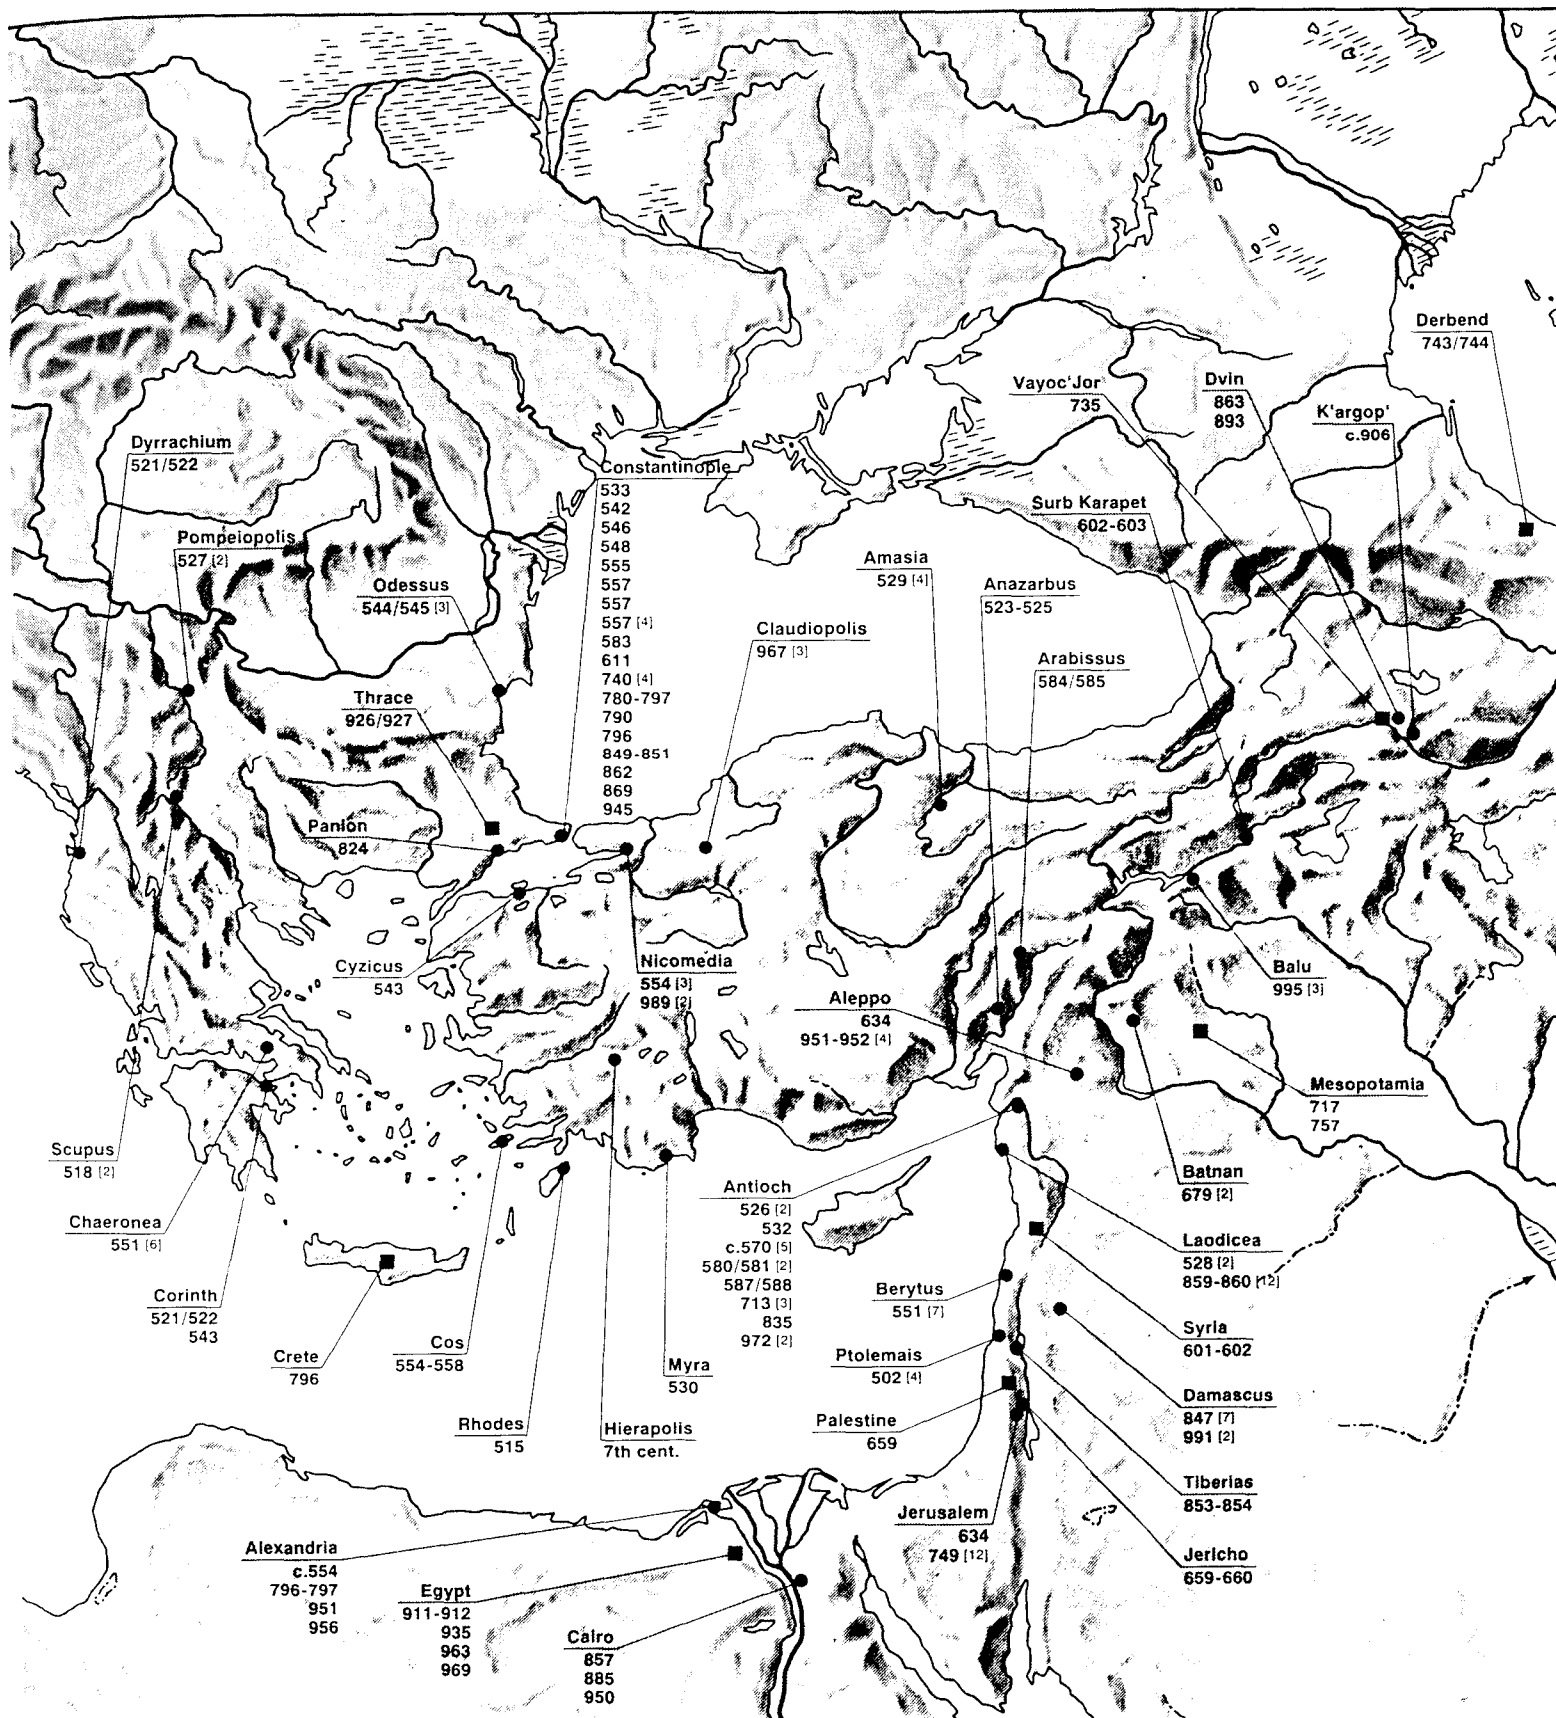 Derbend
743/744
Vayoc'Jor
735
Dvin
863
893
K'argop'
c.906
Dyrrachium
521/522
Constantinople
533
542
546
548
555
557
557
557 [4]
583
611
740 [4]
780-797
790
796
849-851
862
869
945
Surb Karapet
602-603
Pompeiopolis
527 [2]
Odessus
544/545 [3]
Amasia
529 [4]
Anazarbus
523-525
Claudiopolis
967 [3]
Arabissus
584/585
Thrace
926/927
Panion
824
Cyzicus
543
Nicomedia
554 [3]
989 [2]
Aleppo
634
951-952 [4]
Balu
995 [3]
Mesopotamia
717
757
Scupus
518 [2]
Batnan
679 [2]
Chaeronea
551 [6]
Antioch
526 [2]
532
c.570 [5]
580/581 [2]
587/588
713 [3]
835
972 [2]
Laodicea
528 [2]
859-860 [12]
Corinth
521/522
543
Berytus
551 [7]
Syria
601-602
Crete
796
Cos
554-558
Myra
530
Ptolemais
502 [4]
Damascus
847 [7]
991 [2]
Rhodes
515
Hierapolis
7th cent.
Palestine
659
Tiberias
853-854
Jerusalem
634
749 [12]
Jericho
659-660
Alexandria
c.554
796-797
951
956
Egypt
911-912
935
963
969
Cairo
857
885
950